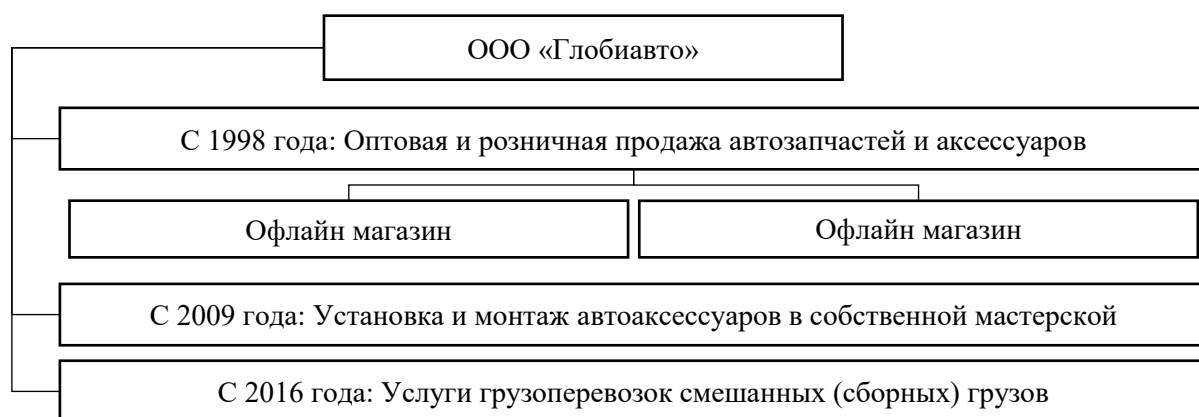 ООО «Глобиавто»
С 1998 года: Оптовая и розничная продажа автозапчастей и аксессуаров
Офлайн магазин
Офлайн магазин
С 2009 года: Установка и монтаж автоаксессуаров в собственной мастерской
С 2016 года: Услуги грузоперевозок смешанных (сборных) грузов